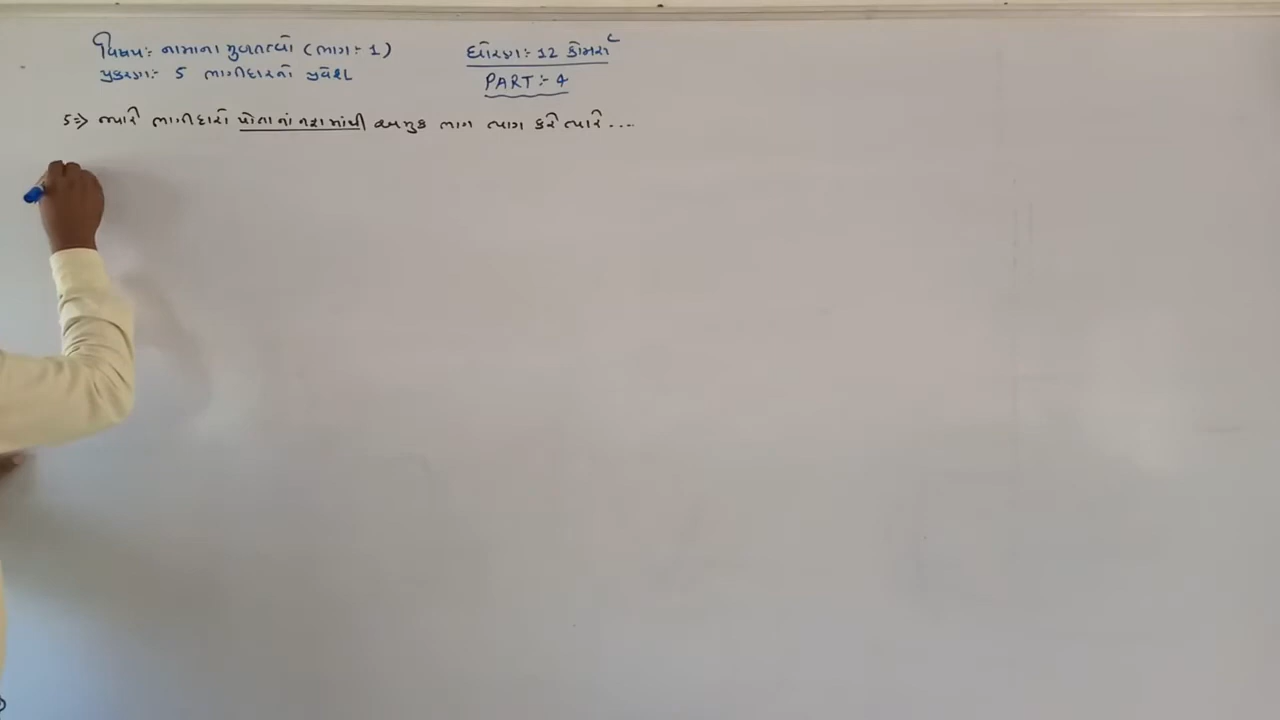 વિષય:- નામાના મુળતત્વો (ભાગ:- 1)
ધોરણ:- 12 કોમર્સ
પ્રકરણ:- 5 ભાગીદારનો પ્રવેશ
PART:- 4
5⇒ જ્યારે ભાગીદારો પોતાનાં નફામાંથી અમુક ભાગ ત્યાગ કરે ત્યારે....